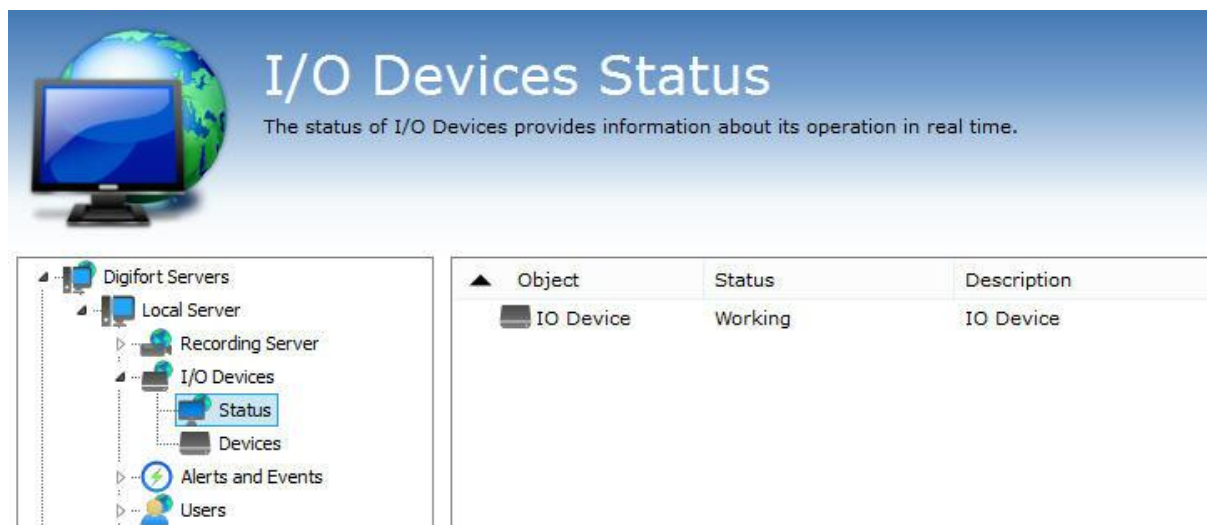 I/O Devices Status
The status of I/O Devices provides information about its operation in real time.
Digifort Servers
Local Server
Recording Server
I/O Devices
Status
Devices
Alerts and Events
Users
Object Status Description
IO Device Working IO Device